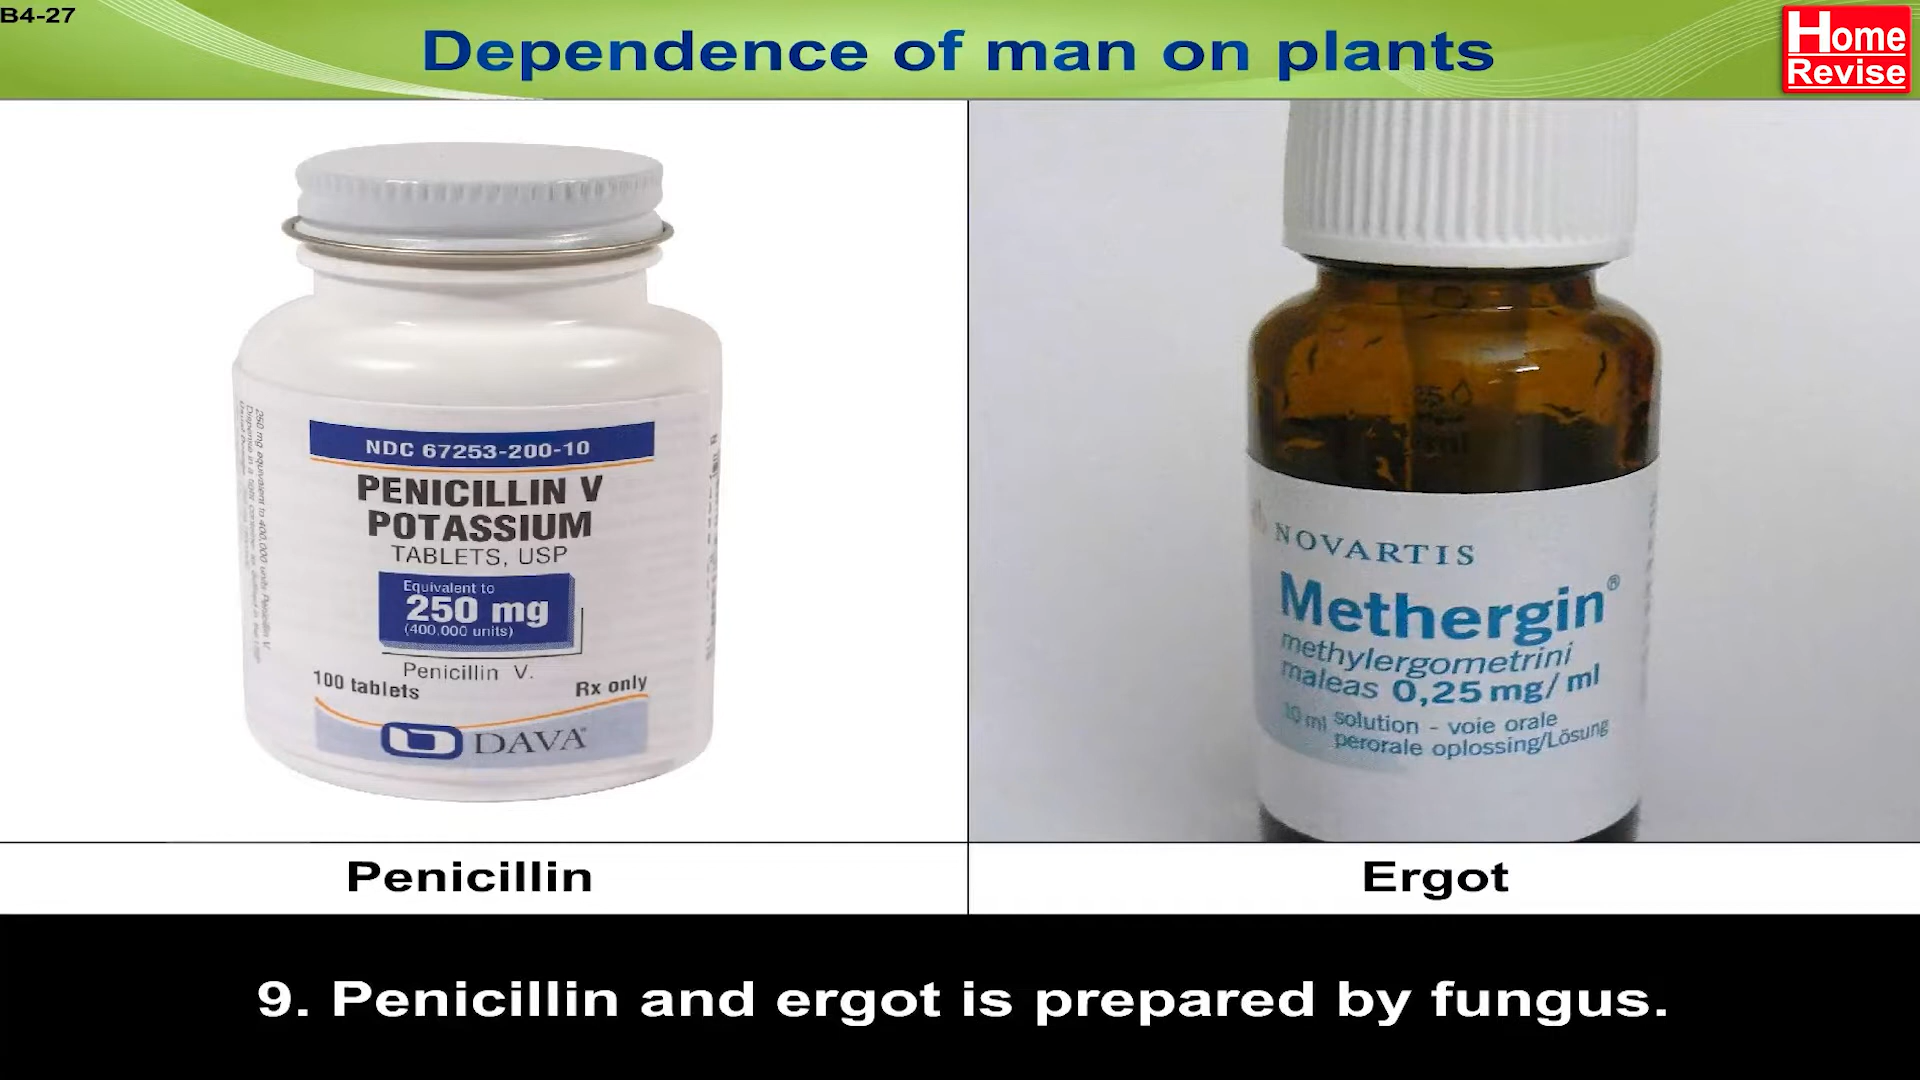 B4-27
Dependence of man on plants
Home
Revise
NDC 67253-200-10
PENICILLIN V
POTASSIUM
TABLETS, USP
Equivalent to
250 mg
(400,000 units)
Penicillin V.
100 tablets
Rx only
DAVA
NOVARTIS
Methergin®
methylergometrini
maleas 0,25 mg/ml
10 ml solution - voie orale
perorale oplossing/Lösung
Penicillin
Ergot
9. Penicillin and ergot is prepared by fungus.